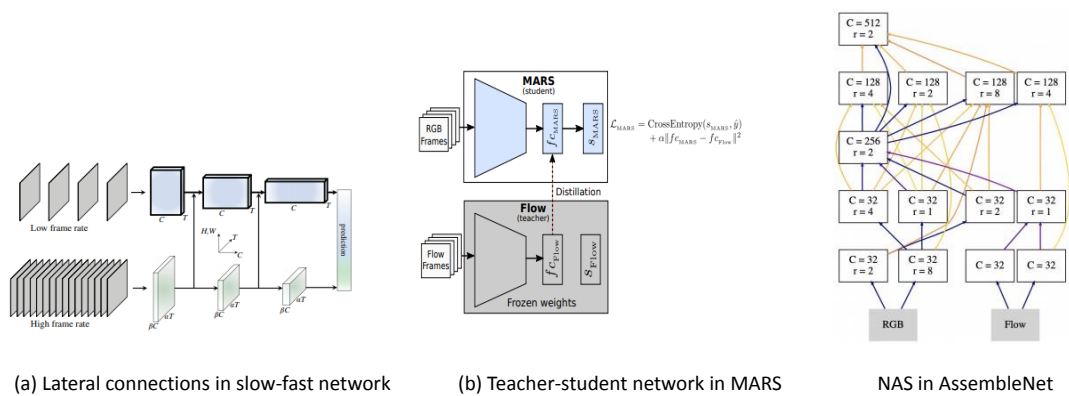 Low frame rate
High frame rate
C
T
C
T
C
T
H,W
T
C
αT
βC
αT
βC
αT
βC
prediction
(a) Lateral connections in slow-fast network
MARS
(student)
RGB
Frames
fc_MARS
s_MARS
L_MARS = CrossEntropy(s_MARS, ŷ)
+ α‖fc_MARS − fc_Flow‖²
Distillation
Flow
(teacher)
Flow
Frames
fc_Flow
s_Flow
Frozen weights
(b) Teacher-student network in MARS
C = 512
r = 2
C = 128
r = 4
C = 128
r = 2
C = 128
r = 8
C = 128
r = 4
C = 256
r = 2
C = 32
r = 4
C = 32
r = 1
C = 32
r = 2
C = 32
r = 1
C = 32
r = 2
C = 32
r = 8
C = 32
C = 32
RGB
Flow
NAS in AssembleNet